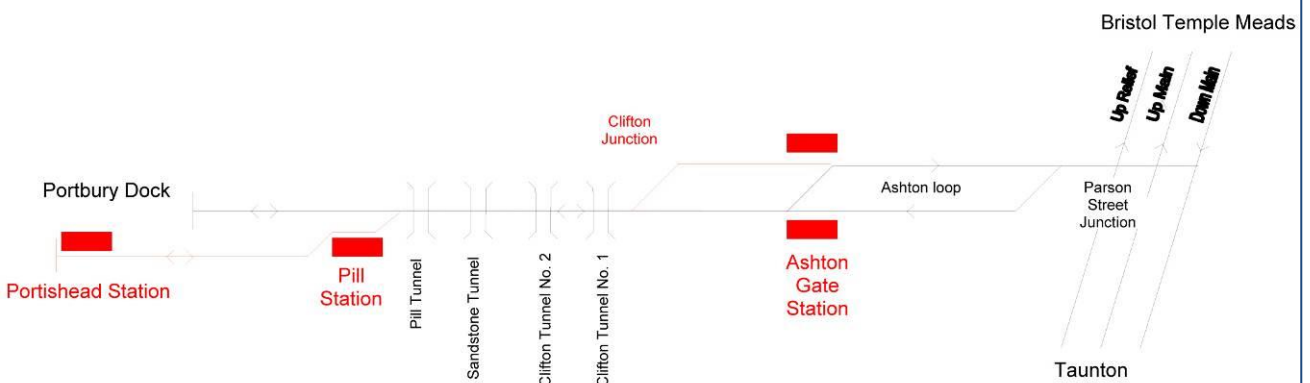 Bristol Temple Meads
Up Relief
Up Main
Down Main
Clifton
Junction
Portbury Dock
Ashton loop
Parson
Street
Junction
Portishead Station
Pill
Station
Pill Tunnel
Sandstone Tunnel
Clifton Tunnel No. 2
Clifton Tunnel No. 1
Ashton
Gate
Station
Taunton